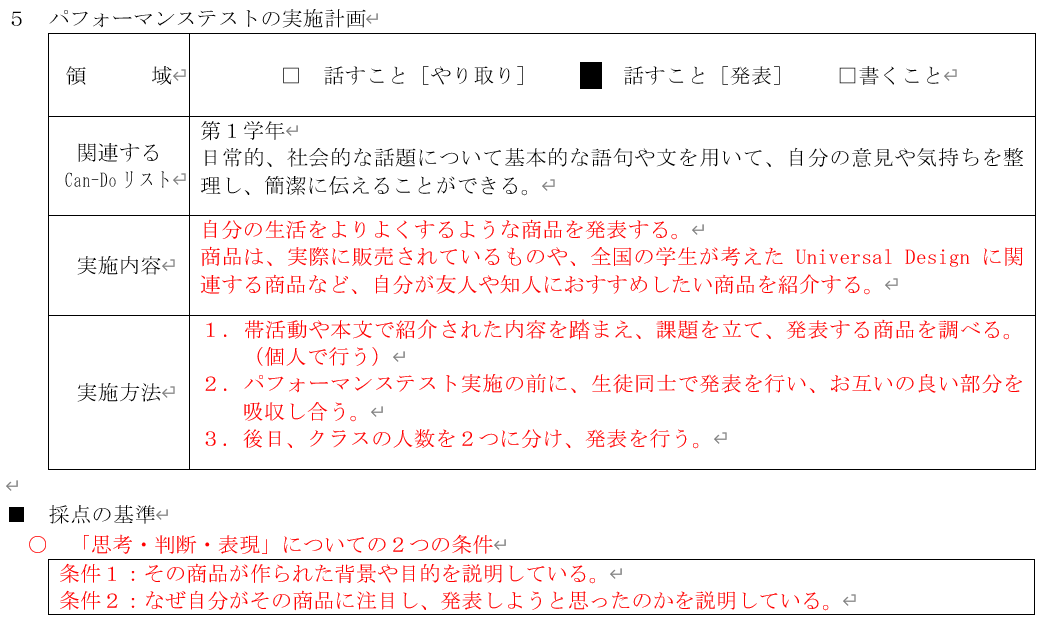 ５　パフォーマンステストの実施計画↵
領　　　域↵　□　話すこと［やり取り］　■　話すこと［発表］　□書くこと↵
関連する
Can-Doリスト↵
第１学年↵
日常的、社会的な話題について基本的な語句や文を用いて、自分の意見や気持ちを整
理し、簡潔に伝えることができる。↵
実施内容↵
自分の生活をよりよくするような商品を発表する。↵
商品は、実際に販売されているものや、全国の学生が考えた Universal Design に関
連する商品など、自分が友人や知人におすすめしたい商品を紹介する。↵
実施方法↵
１．帯活動や本文で紹介された内容を踏まえ、課題を立て、発表する商品を調べる。
（個人で行う）↵
２．パフォーマンステスト実施の前に、生徒同士で発表を行い、お互いの良い部分を
吸収し合う。↵
３．後日、クラスの人数を２つに分け、発表を行う。↵
↵
■　採点の基準↵
〇　「思考・判断・表現」についての２つの条件↵
条件１：その商品が作られた背景や目的を説明している。↵
条件２：なぜ自分がその商品に注目し、発表しようと思ったのかを説明している。↵